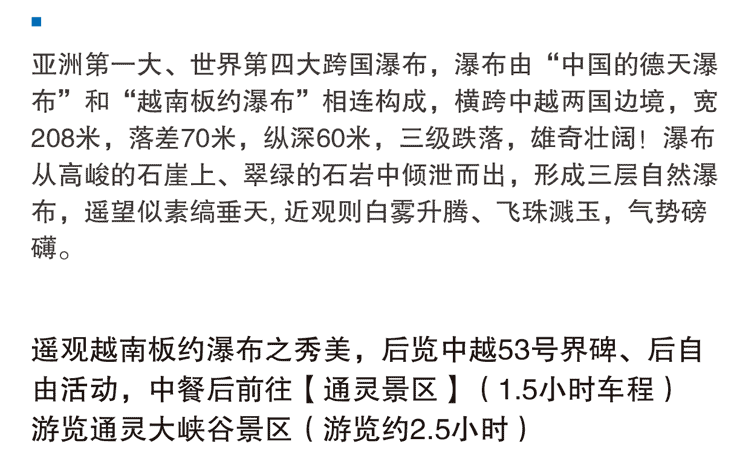 亚洲第一大、世界第四大跨国瀑布，瀑布由“中国的德天瀑
布”和“越南板约瀑布”相连构成，横跨中越两国边境，宽
208米，落差70米，纵深60米，三级跌落，雄奇壮阔！瀑布
从高峻的石崖上、翠绿的石岩中倾泄而出，形成三层自然瀑
布，遥望似素缟垂天, 近观则白雾升腾、飞珠溅玉，气势磅
礴。
遥观越南板约瀑布之秀美，后览中越53号界碑、后自
由活动，中餐后前往【通灵景区】（1.5小时车程）
游览通灵大峡谷景区（游览约2.5小时）